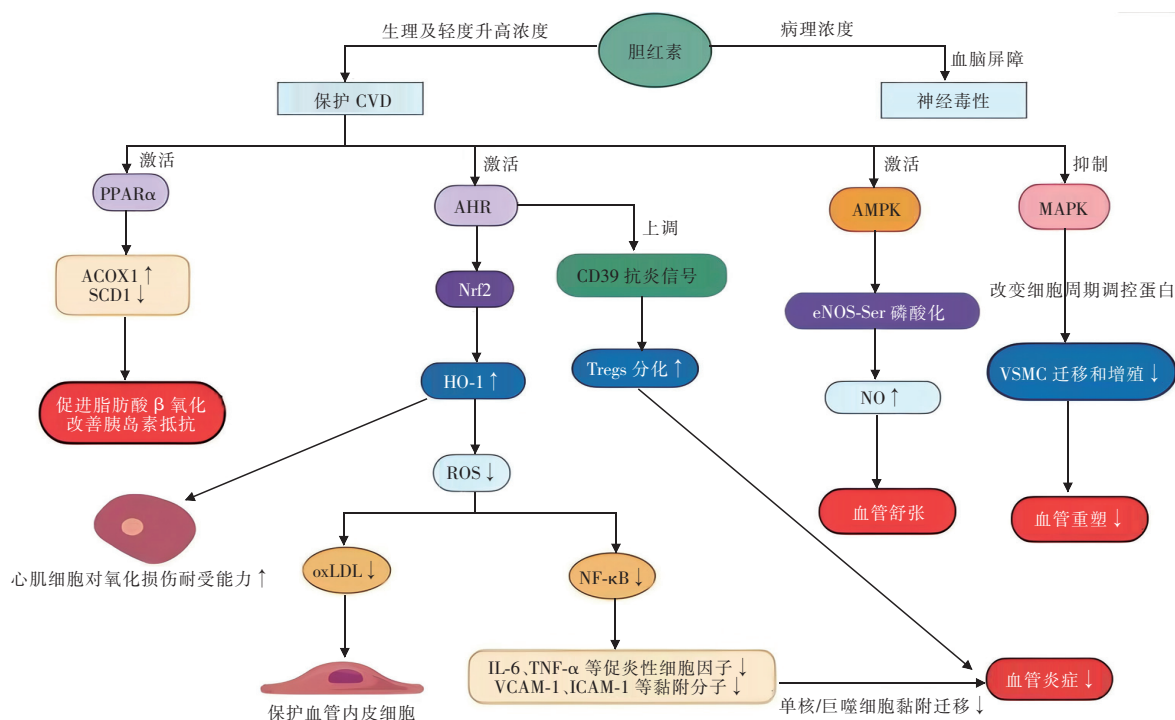 生理及轻度升高浓度
胆红素
病理浓度
血脑屏障
保护 CVD
神经毒性
激活
激活
激活
抑制
PPARα
AHR
AMPK
MAPK
上调
ACOX1↑
SCD1↓
Nrf2
CD39 抗炎信号
eNOS-Ser 磷酸化
改变细胞周期调控蛋白
HO-1↑
Tregs 分化↑
NO↑
VSMC 迁移和增殖↓
促进脂肪酸 β 氧化
改善胰岛素抵抗
ROS↓
血管舒张
血管重塑↓
心肌细胞对氧化损伤耐受能力↑
oxLDL↓
NF-κB↓
IL-6、TNF-α 等促炎性细胞因子↓
VCAM-1、ICAM-1 等黏附分子↓
血管炎症↓
单核/巨噬细胞黏附迁移↓
保护血管内皮细胞